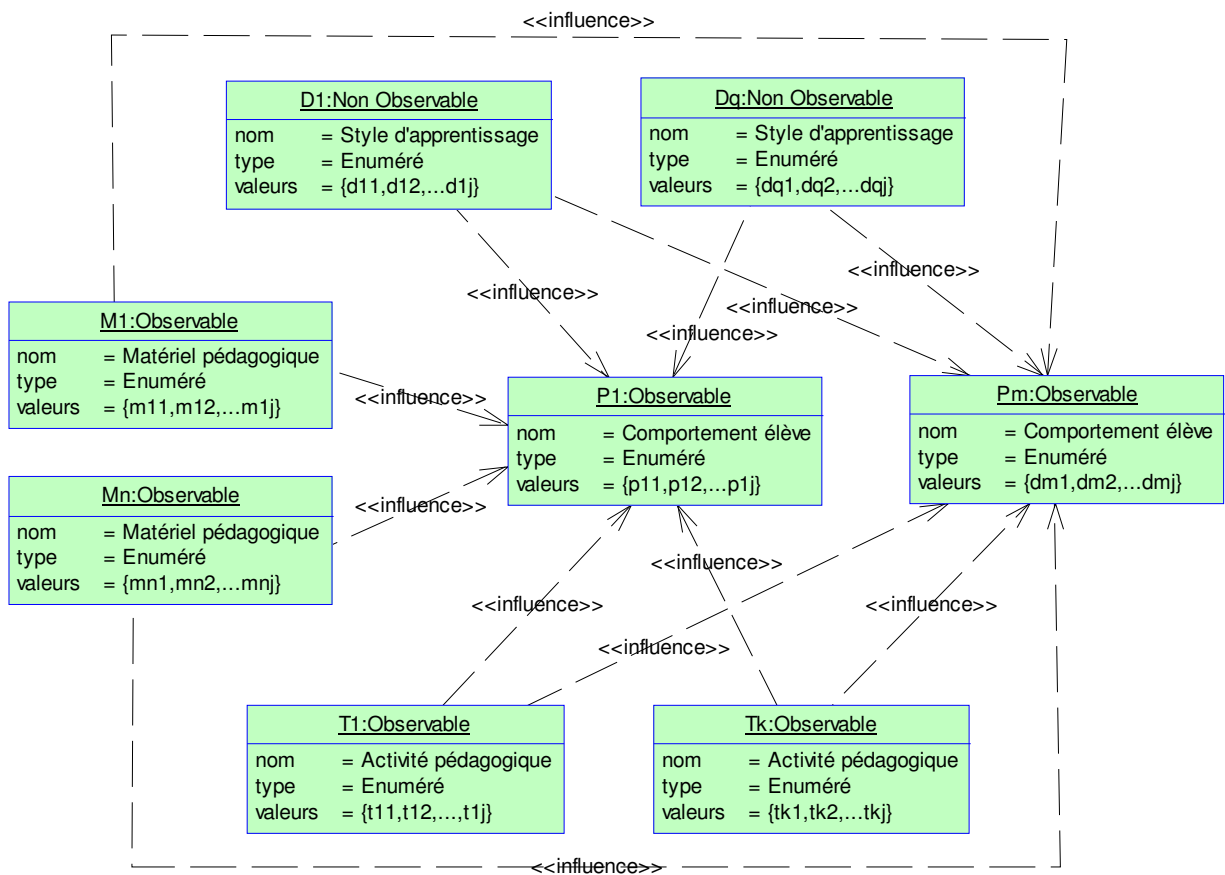 <<influence>>
D1:Non Observable
nom = Style d'apprentissage
type = Enuméré
valeurs = {d11,d12,...d1j}
Dq:Non Observable
nom = Style d'apprentissage
type = Enuméré
valeurs = {dq1,dq2,...dqj}
<<influence>>
<<influence>>
<<influence>>
<<influence>>
M1:Observable
nom = Matériel pédagogique
type = Enuméré
valeurs = {m11,m12,...m1j}
<<influence>>
P1:Observable
nom = Comportement élève
type = Enuméré
valeurs = {p11,p12,...p1j}
Pm:Observable
nom = Comportement élève
type = Enuméré
valeurs = {dm1,dm2,...dmj}
Mn:Observable
nom = Matériel pédagogique
type = Enuméré
valeurs = {mn1,mn2,...mnj}
<<influence>>
<<influence>>
<<influence>>
<<influence>>
<<influence>>
T1:Observable
nom = Activité pédagogique
type = Enuméré
valeurs = {t11,t12,...,t1j}
Tk:Observable
nom = Activité pédagogique
type = Enuméré
valeurs = {tk1,tk2,...tkj}
<<influence>>